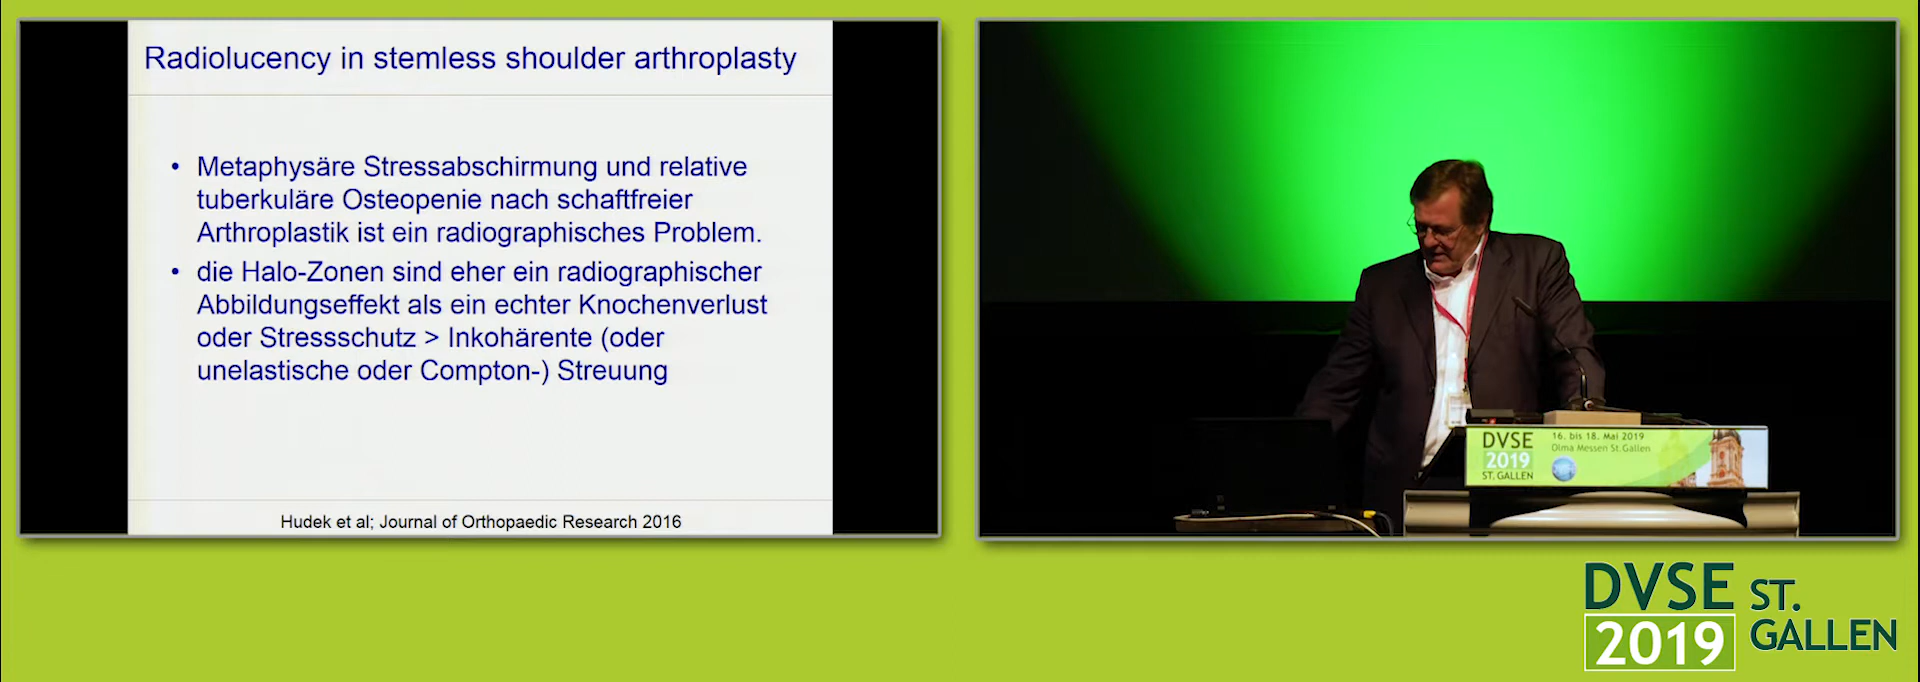 Radiolucency in stemless shoulder arthroplasty
• Metaphysäre Stressabschirmung und relative
tuberkuläre Osteopenie nach schaftfreier
Arthroplastik ist ein radiographisches Problem.
• die Halo-Zonen sind eher ein radiographischer
Abbildungseffekt als ein echter Knochenverlust
oder Stressschutz > Inkohärente (oder
unelastische oder Compton-) Streuung
Hudek et al; Journal of Orthopaedic Research 2016
DVSE
2019
ST. GALLEN
16. bis 18. Mai 2019
Olma Messen St. Gallen
DVSE
2019
ST.
GALLEN